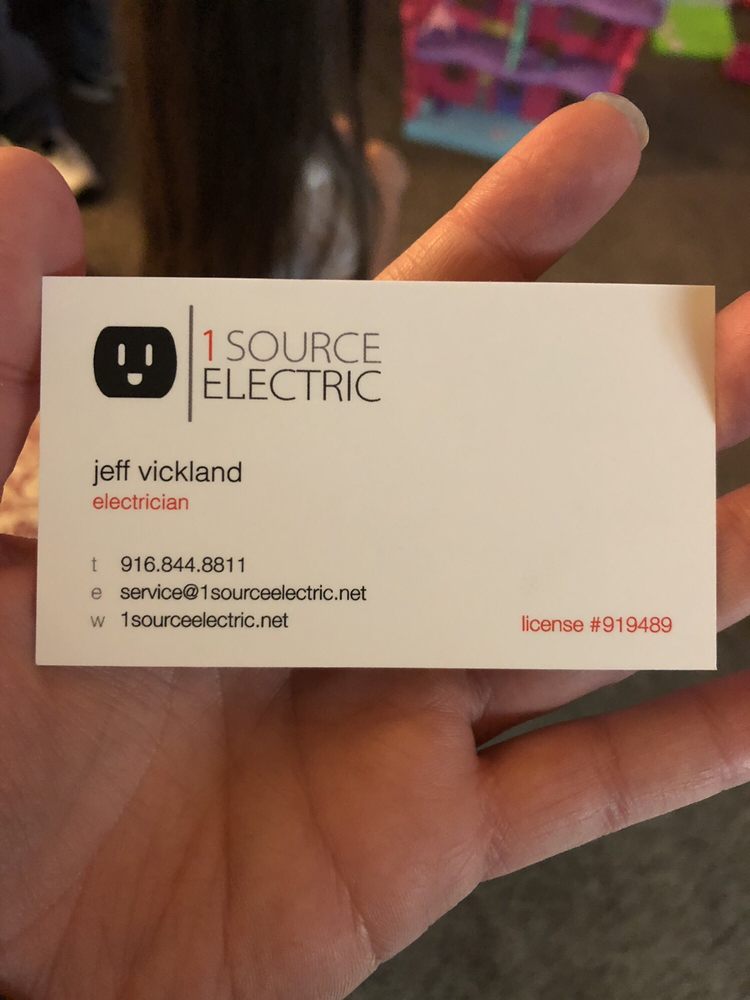 1 SOURCE
ELECTRIC
jeff vickland
electrician
t 916.844.8811
e service@1sourceelectric.net
w 1sourceelectric.net
license #919489